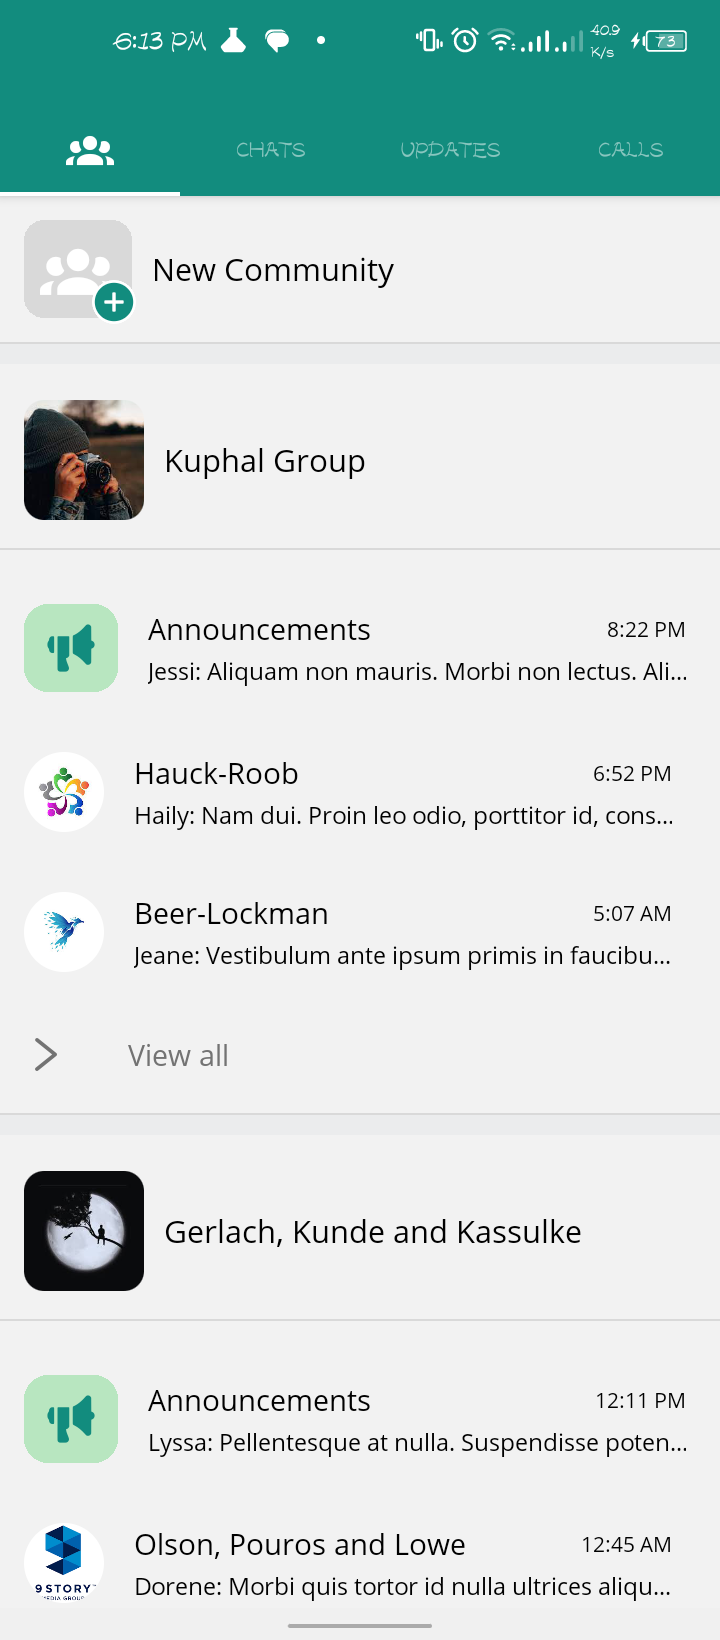 6:13 PM
40.9
K/s
73
CHATS
UPDATES
CALLS
New Community
Kuphal Group
Announcements
8:22 PM
Jessi: Aliquam non mauris. Morbi non lectus. Ali...
Hauck-Roob
6:52 PM
Haily: Nam dui. Proin leo odio, porttitor id, cons...
Beer-Lockman
5:07 AM
Jeane: Vestibulum ante ipsum primis in faucibu...
View all
Gerlach, Kunde and Kassulke
Announcements
12:11 PM
Lyssa: Pellentesque at nulla. Suspendisse poten...
Olson, Pouros and Lowe
12:45 AM
Dorene: Morbi quis tortor id nulla ultrices aliqu...
9 STORY
MEDIA GROUP